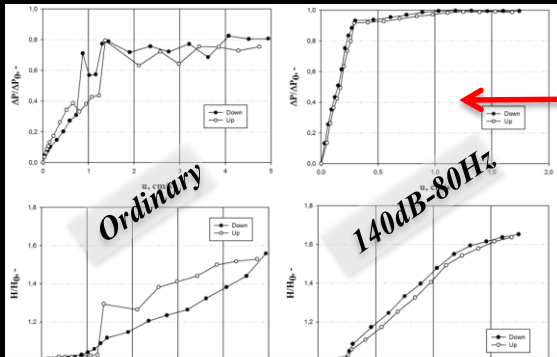 ΔP/ΔP₀, -
1,0
0,8
0,6
0,4
0,2
0,0
0 1 2 3 4 5
Down
Up
ΔP/ΔP₀, -
1,0
0,8
0,6
0,4
0,2
0,0
0,0 0,5 1,0 1,5 2,0
Down
Up
Ordinary
140dB-80Hz
H/H₀, -
1,8
1,6
1,4
1,2
Down
Up
H/H₀, -
1,8
1,6
1,4
1,2
Down
Up